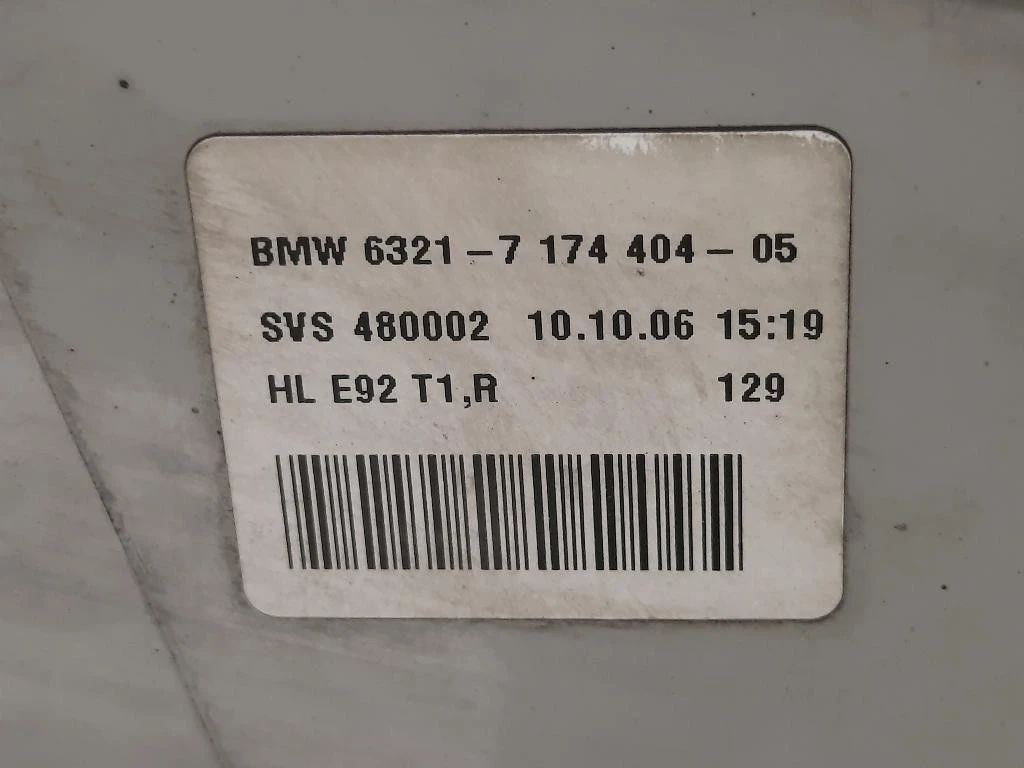 BMW 6321-7 174 404-05
SVS 480002 10.10.06 15:19
HL E92 T1,R 129